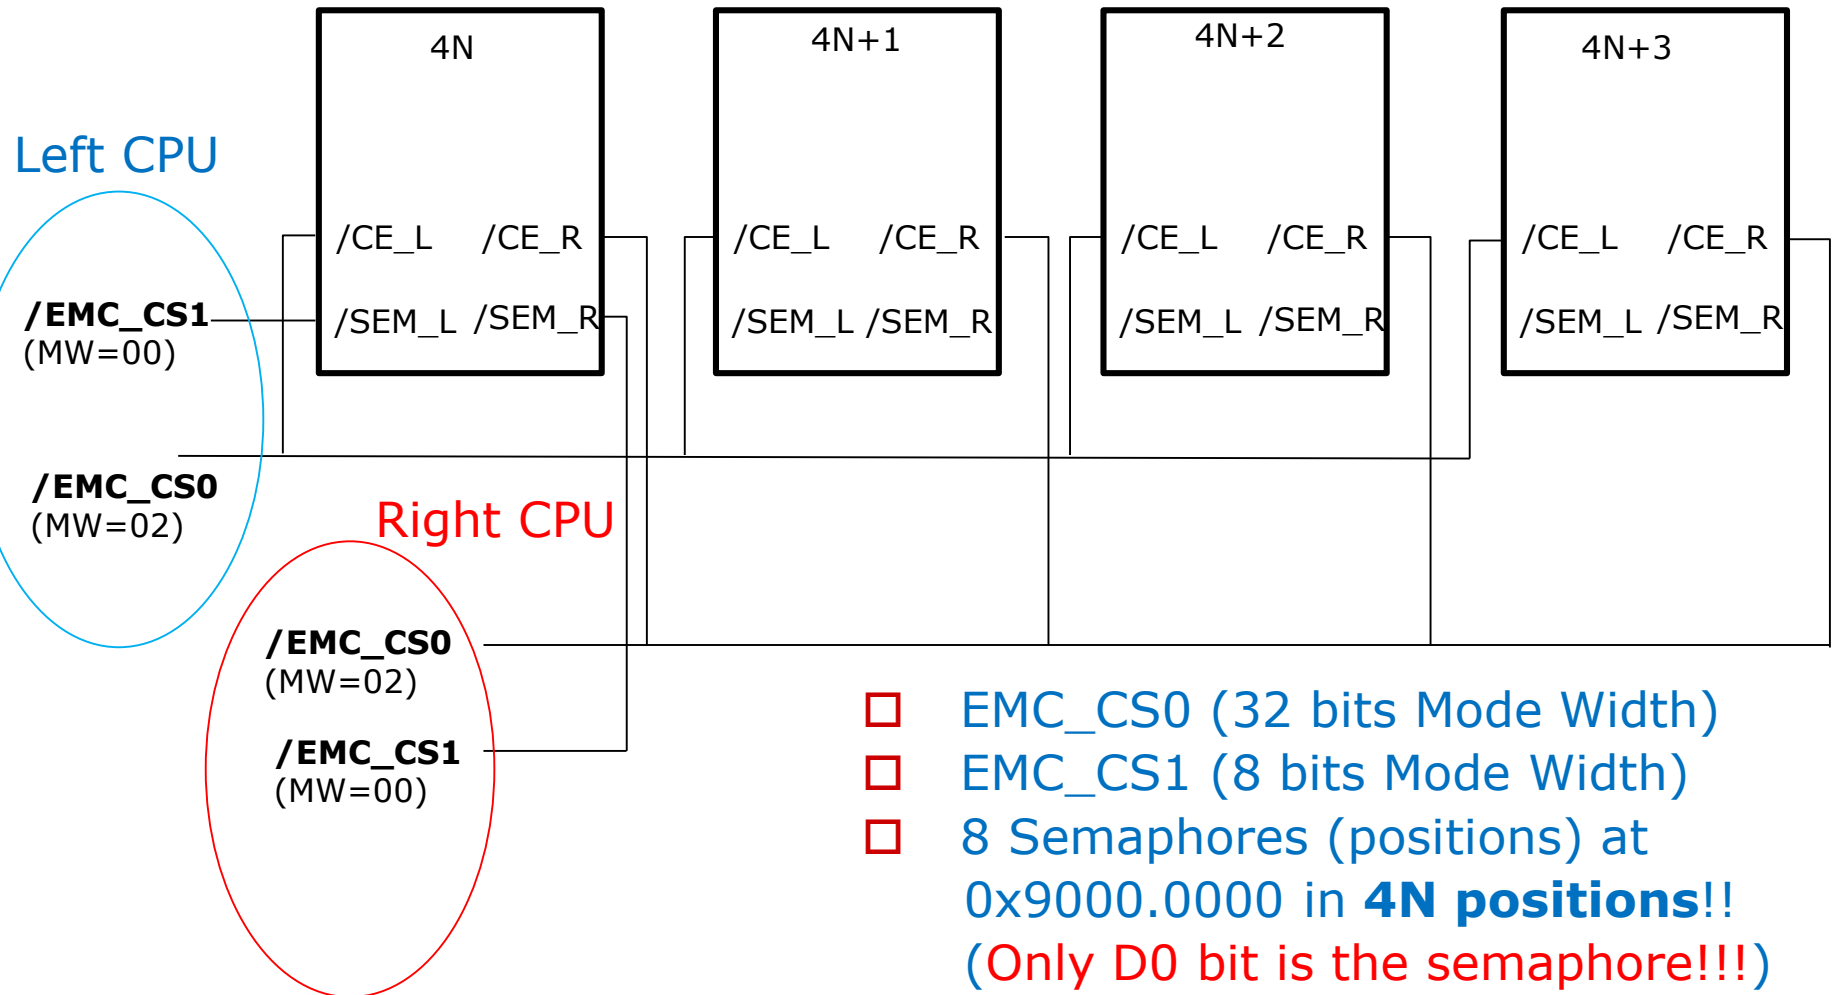 4N
4N+1
4N+2
4N+3
Left CPU
/CE_L /CE_R
/CE_L /CE_R
/CE_L /CE_R
/CE_L /CE_R
/EMC_CS1
(MW=00)
/SEM_L /SEM_R
/SEM_L /SEM_R
/SEM_L /SEM_R
/SEM_L /SEM_R
/EMC_CS0
(MW=02)
Right CPU
/EMC_CS0
(MW=02)
/EMC_CS1
(MW=00)
EMC_CS0 (32 bits Mode Width)
EMC_CS1 (8 bits Mode Width)
8 Semaphores (positions) at
0x9000.0000 in 4N positions!!
(Only D0 bit is the semaphore!!!)